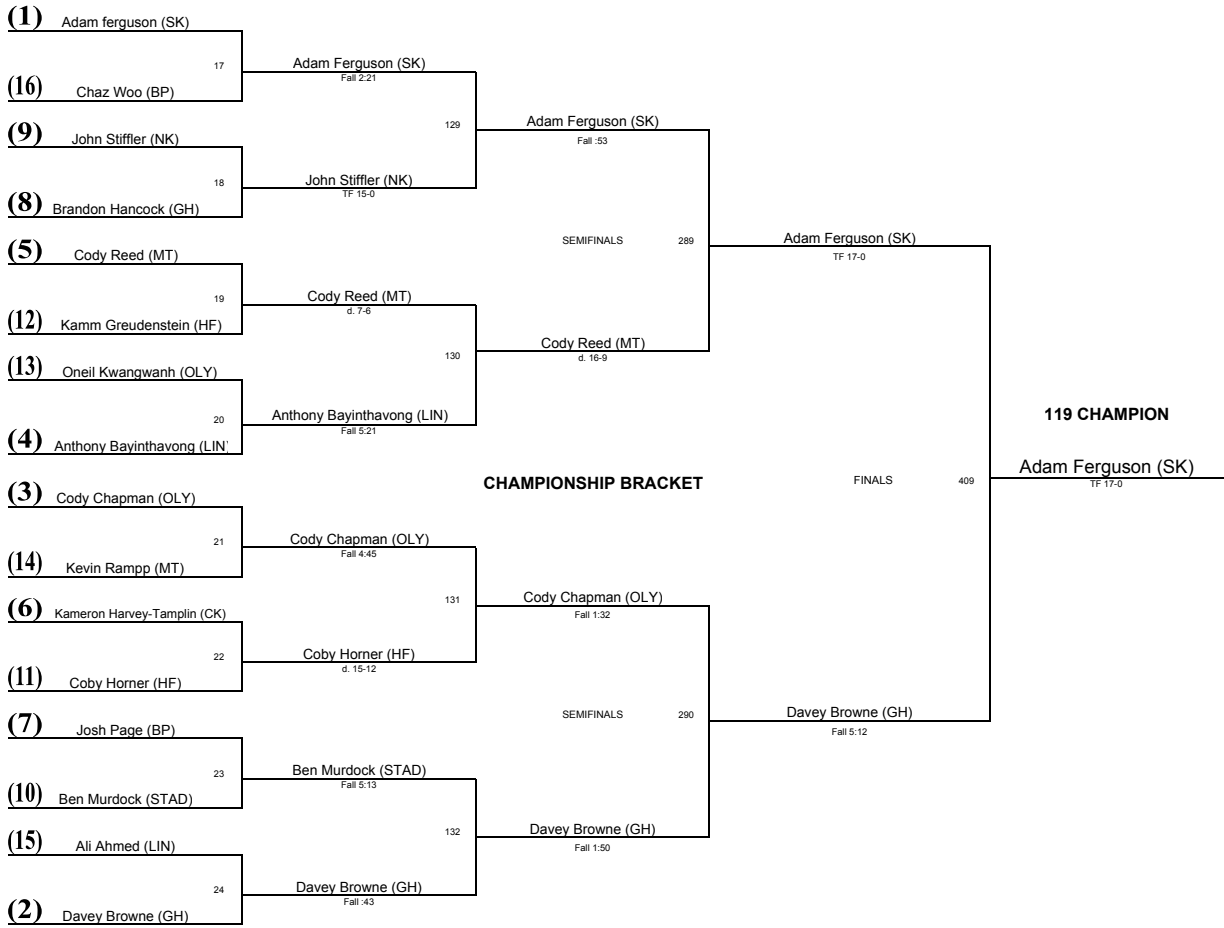 (1) Adam ferguson (SK)
17
(16) Chaz Woo (BP)
Adam Ferguson (SK)
Fall 2:21
(9) John Stiffler (NK)
18
(8) Brandon Hancock (GH)
John Stiffler (NK)
TF 15-0
129
Adam Ferguson (SK)
Fall :53
(5) Cody Reed (MT)
19
(12) Kamm Greudenstein (HF)
Cody Reed (MT)
d. 7-6
(13) Oneil Kwangwanh (OLY)
20
(4) Anthony Bayinthavong (LIN)
Anthony Bayinthavong (LIN)
Fall 5:21
130
Cody Reed (MT)
d. 16-9
SEMIFINALS 289
Adam Ferguson (SK)
TF 17-0
119 CHAMPION
Adam Ferguson (SK)
TF 17-0
CHAMPIONSHIP BRACKET
FINALS 409
(3) Cody Chapman (OLY)
21
(14) Kevin Rampp (MT)
Cody Chapman (OLY)
Fall 4:45
(6) Kameron Harvey-Tamplin (CK)
22
(11) Coby Horner (HF)
Coby Horner (HF)
d. 15-12
131
Cody Chapman (OLY)
Fall 1:32
(7) Josh Page (BP)
23
(10) Ben Murdock (STAD)
Ben Murdock (STAD)
Fall 5:13
(15) Ali Ahmed (LIN)
24
(2) Davey Browne (GH)
Davey Browne (GH)
Fall :43
132
Davey Browne (GH)
Fall 1:50
SEMIFINALS 290
Davey Browne (GH)
Fall 5:12